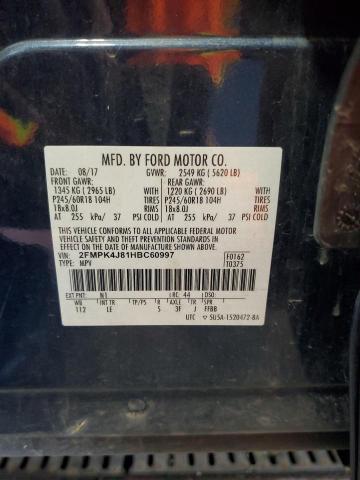 MFD. BY FORD MOTOR CO.
DATE: 08/17 GVWR: 2549 KG ( 5620 LB)
FRONT GAWR: REAR GAWR:
1345 KG (2965 LB) WITH 1220 KG (2690 LB) WITH
P245/60R18 104H TIRES P245/60R18 104H TIRES
18x8.0J RIMS 18x8.0J RIMS
AT 255 kPa/ 37 PSI COLD AT 255 kPa/ 37 PSI COLD
THIS VEHICLE CONFORMS TO ALL APPLICABLE FEDERAL
MOTOR VEHICLE SAFETY AND THEFT PREVENTION STANDARDS
IN EFFECT ON THE DATE OF MANUFACTURE SHOWN ABOVE.
VIN: 2FMPK4J81HBC60997 F0162
TYPE: MPV T0375
EXT PNT: N1 RC: 44 DSO:
WB INT TR TP/PS R AXLE TR SPR
112 LE S 3F J FFBB
UTC 5U5A-1520472-BA